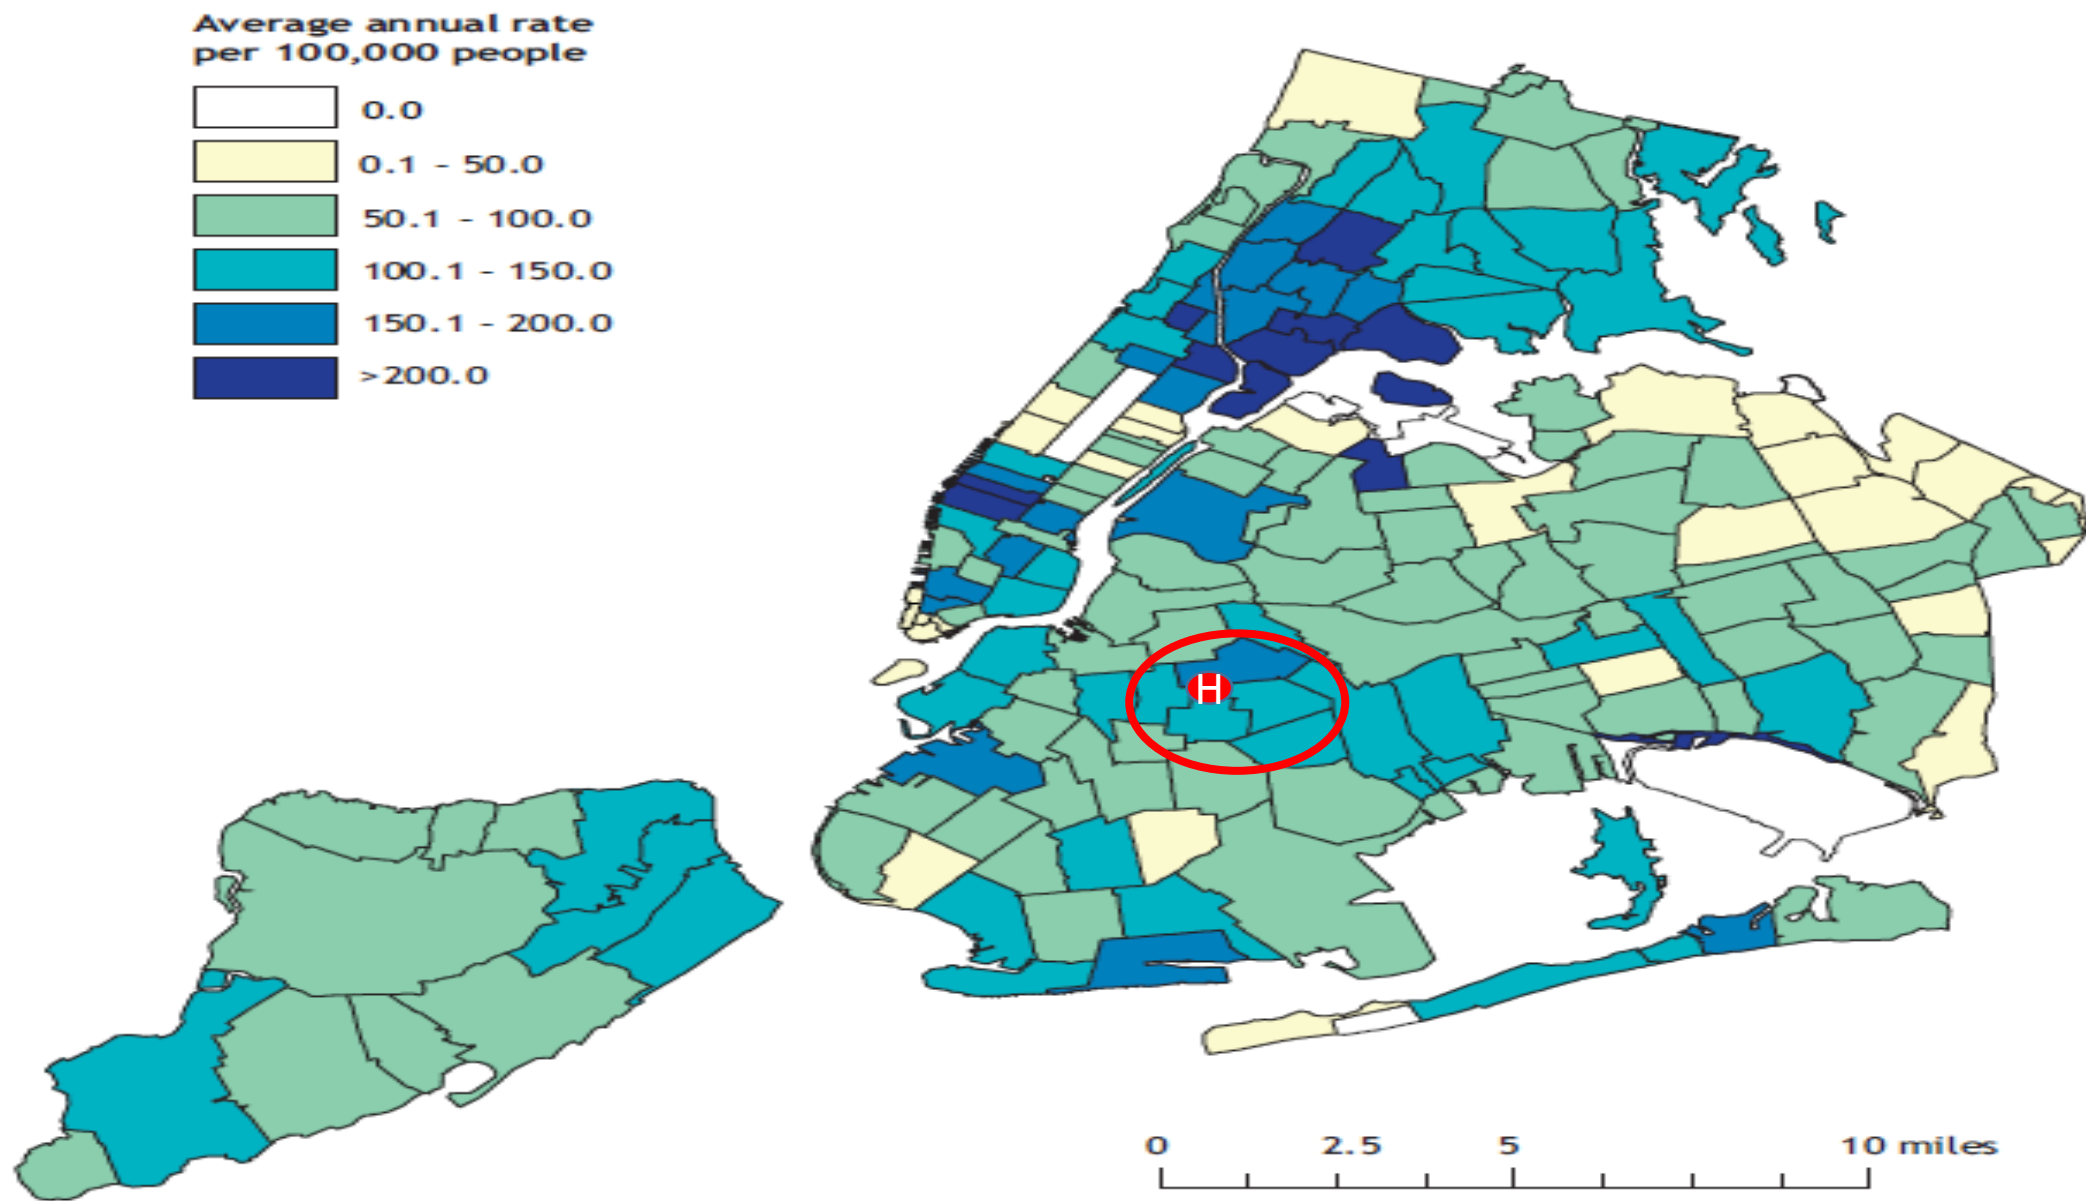 Average annual rate
per 100,000 people
0.0
0.1 - 50.0
50.1 - 100.0
100.1 - 150.0
150.1 - 200.0
>200.0
H
0 2.5 5 10 miles